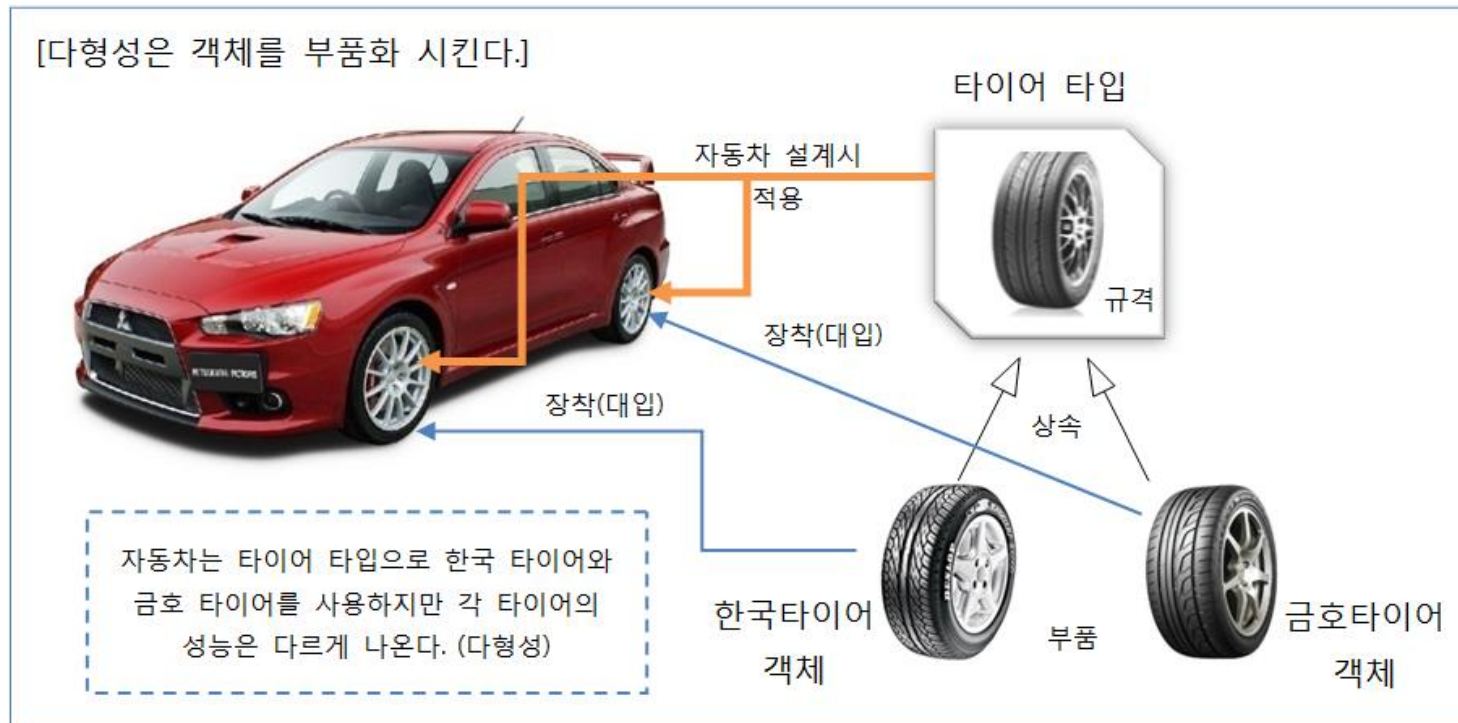 [다형성은 객체를 부품화 시킨다.]
타이어 타입
자동차 설계시
적용
규격
장착(대입)
장착(대입)
상속
자동차는 타이어 타입으로 한국 타이어와
금호 타이어를 사용하지만 각 타이어의
성능은 다르게 나온다. (다형성)
한국타이어
객체
부품
금호타이어
객체